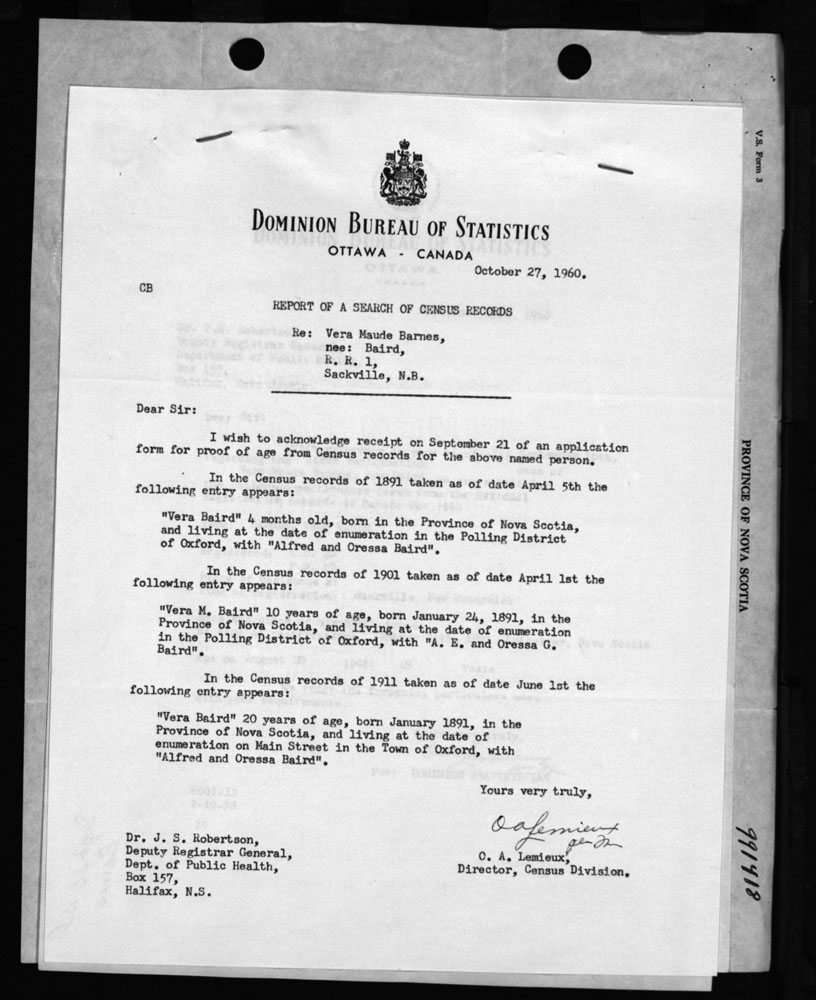 DOMINION BUREAU OF STATISTICS
OTTAWA - CANADA
October 27, 1960.
CB
REPORT OF A SEARCH OF CENSUS RECORDS
Re: Vera Maude Barnes,
nee: Baird,
R. R. 1,
Sackville, N.B.
Dear Sir:
I wish to acknowledge receipt on September 21 of an application
form for proof of age from Census records for the above named person.
In the Census records of 1891 taken as of date April 5th the
following entry appears:
"Vera Baird" 4 months old, born in the Province of Nova Scotia,
and living at the date of enumeration in the Polling District
of Oxford, with "Alfred and Oressa Baird".
In the Census records of 1901 taken as of date April 1st the
following entry appears:
"Vera M. Baird" 10 years of age, born January 24, 1891, in the
Province of Nova Scotia, and living at the date of enumeration
in the Polling District of Oxford, with "A. E. and Oressa G.
Baird".
In the Census records of 1911 taken as of date June 1st the
following entry appears:
"Vera Baird" 20 years of age, born January 1891, in the
Province of Nova Scotia, and living at the date of
enumeration on Main Street in the Town of Oxford, with
"Alfred and Oressa Baird".
Yours very truly,
O A Lemieux
O. A. Lemieux,
Director, Census Division.
Dr. J. S. Robertson,
Deputy Registrar General,
Dept. of Public Health,
Box 157,
Halifax, N.S.
V.S. Form 3
PROVINCE OF NOVA SCOTIA
991418